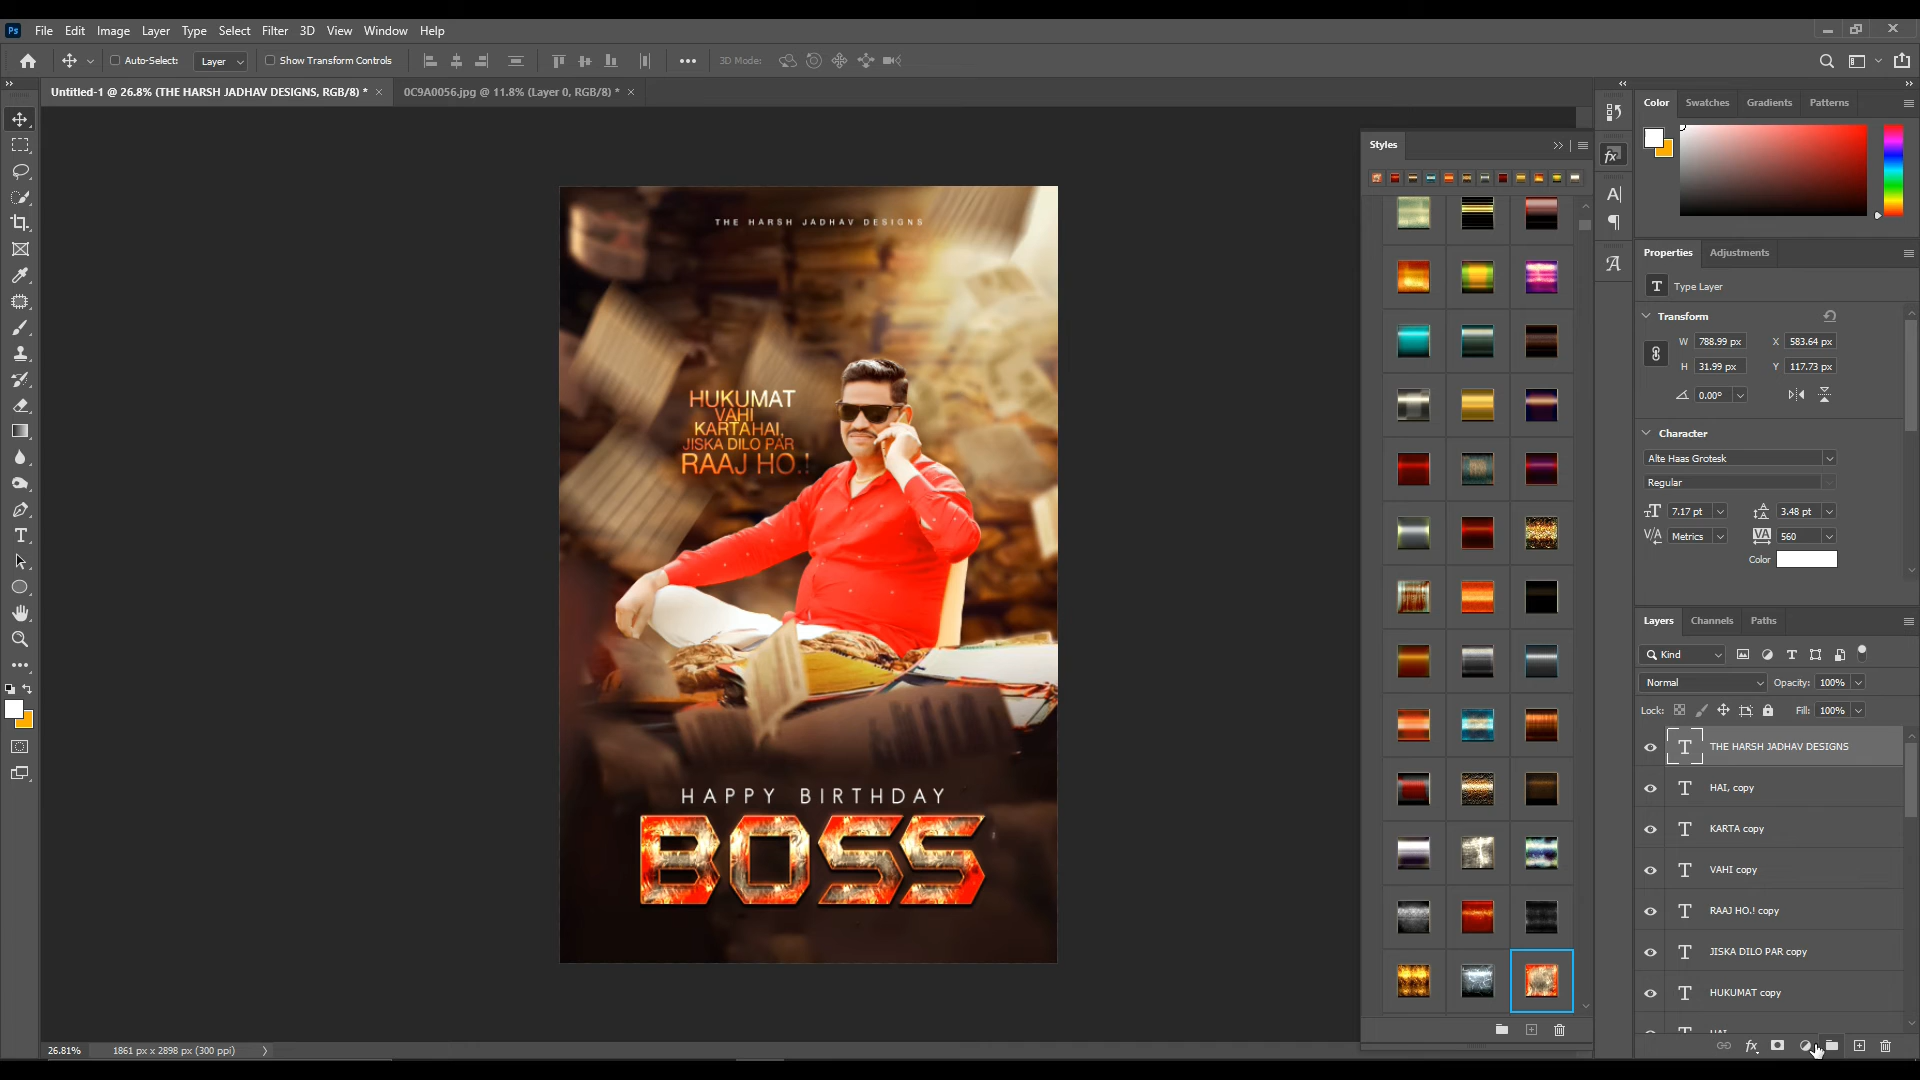 Ps File Edit Image Layer Type Select Filter 3D View Window Help
Auto-Select: Layer Show Transform Controls 3D Mode:
Untitled-1 @ 26.8% (THE HARSH JADHAV DESIGNS, RGB/8) * × 0C9A0056.jpg @ 11.8% (Layer 0, RGB/8) * ×
THE HARSH JADHAV DESIGNS
HUKUMAT
VAHI
KARTAHAI,
JISKA DILO PAR
RAAJ HO.!
HAPPY BIRTHDAY
BOSS
26.81% 1861 px x 2898 px (300 ppi)
Styles
Color Swatches Gradients Patterns
Properties Adjustments
T Type Layer
Transform
W 788.99 px X 583.64 px
H 31.99 px Y 117.73 px
0.00°
Character
Alte Haas Grotesk
Regular
7.17 pt 3.48 pt
Metrics 560
Color
Layers Channels Paths
Kind
Normal Opacity: 100%
Lock: Fill: 100%
T THE HARSH JADHAV DESIGNS
T HAI, copy
T KARTA copy
T VAHI copy
T RAAJ HO.! copy
T JISKA DILO PAR copy
T HUKUMAT copy